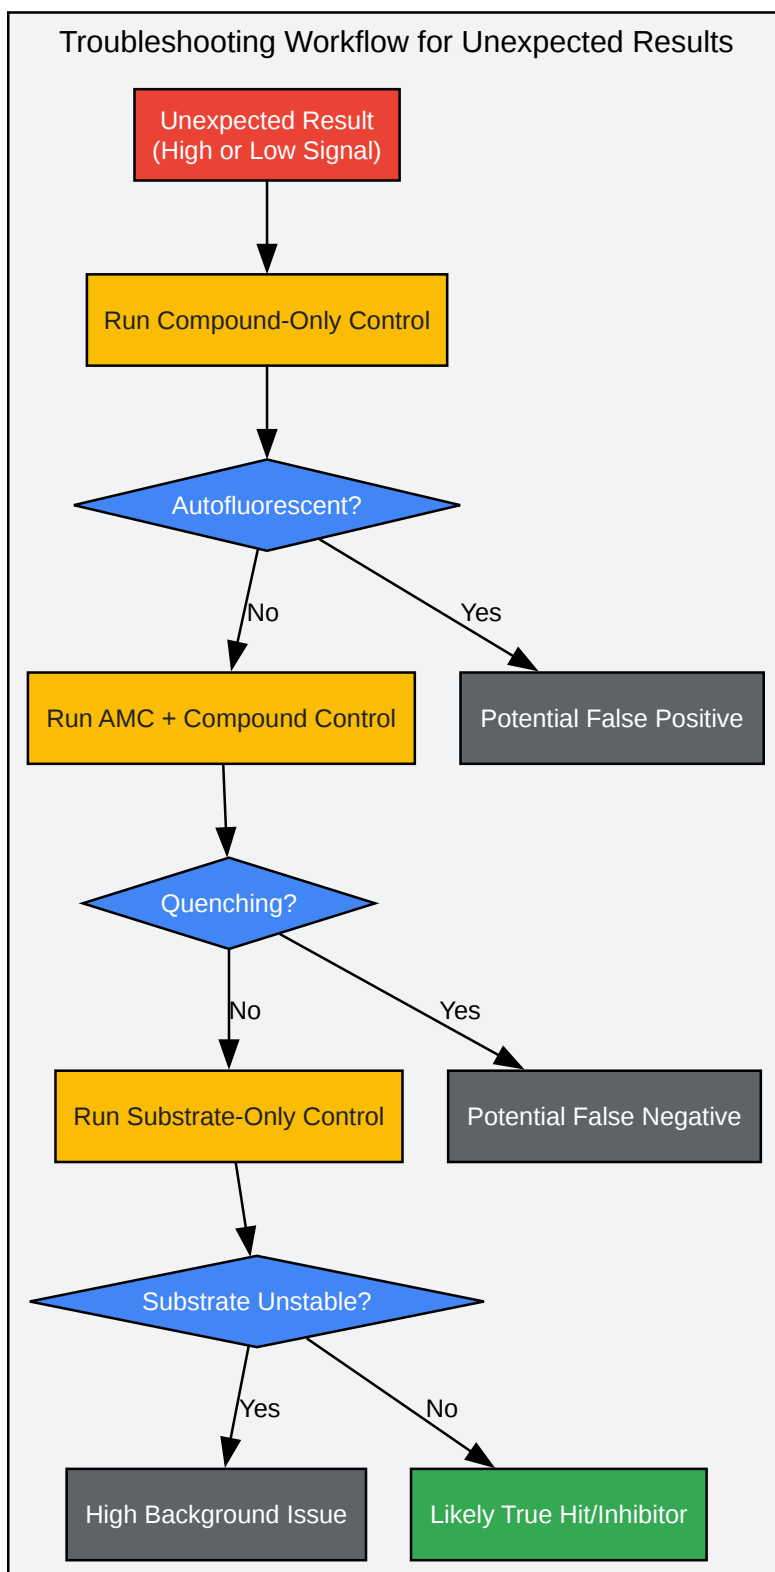 Troubleshooting Workflow for Unexpected Results
Unexpected Result
(High or Low Signal)
Run Compound-Only Control
Autofluorescent?
No
Yes
Run AMC + Compound Control
Potential False Positive
Quenching?
No
Yes
Run Substrate-Only Control
Potential False Negative
Substrate Unstable?
Yes
No
High Background Issue
Likely True Hit/Inhibitor